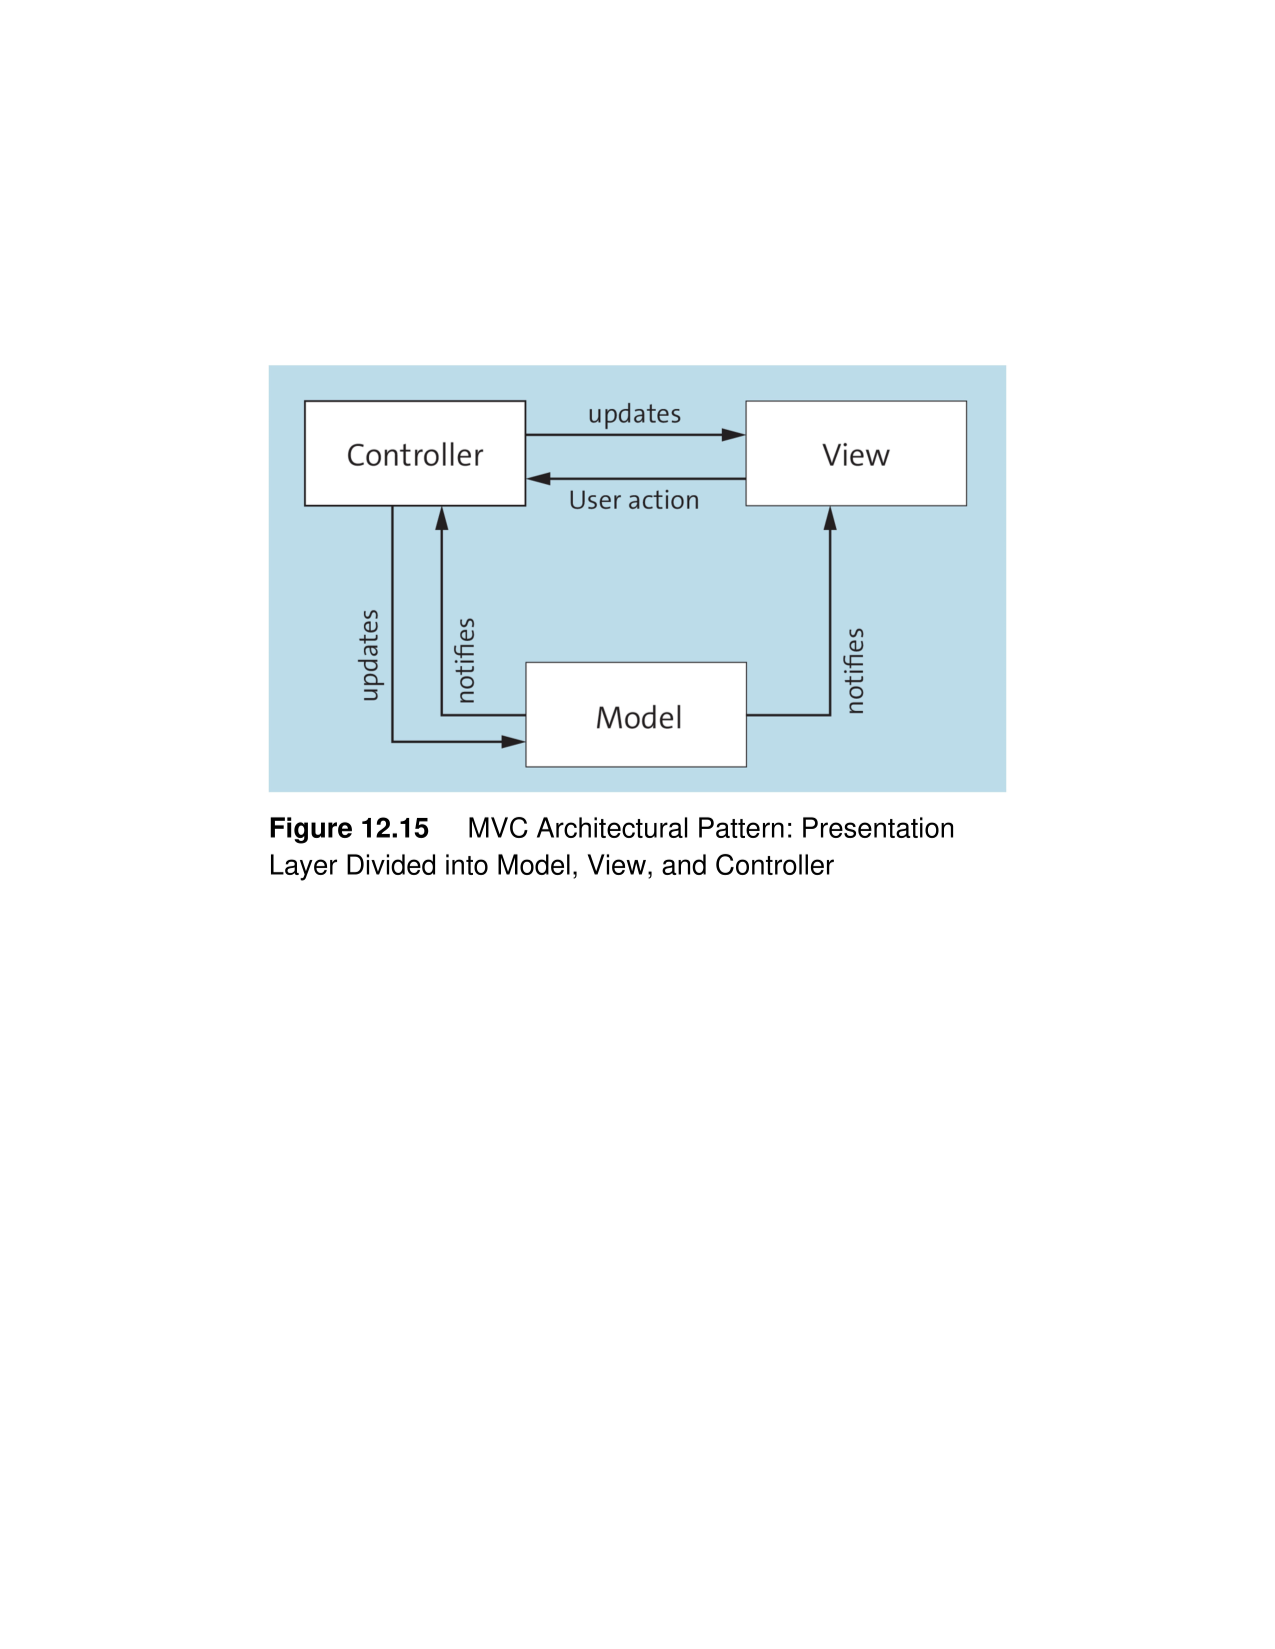 updates
Controller
View
User action
updates
notifies
notifies
Model
Figure 12.15 MVC Architectural Pattern: Presentation
Layer Divided into Model, View, and Controller